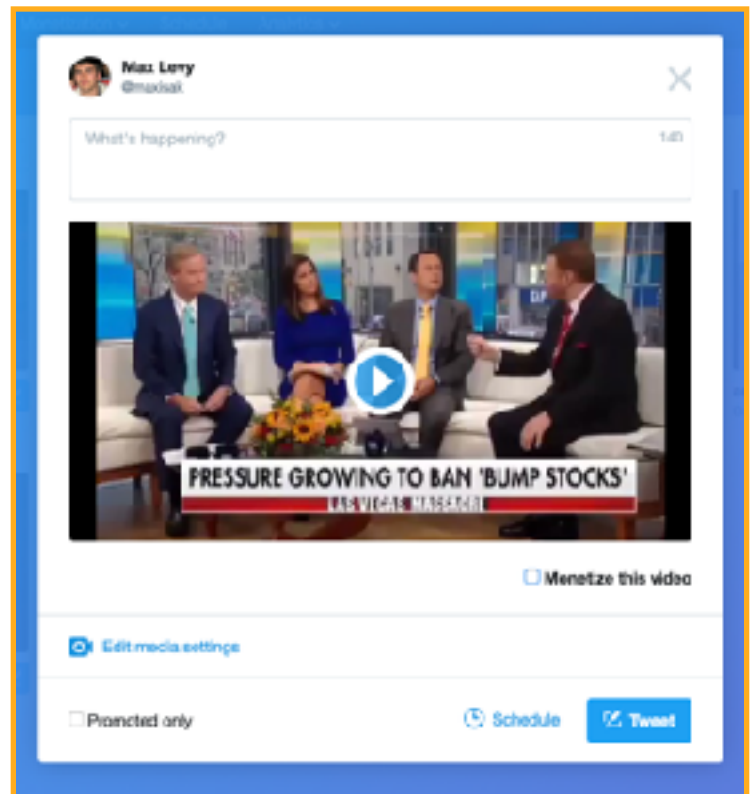 Max Levy
@maxisak
What's happening?
140
PRESSURE GROWING TO BAN 'BUMP STOCKS'
LAS VEGAS MASSACRE
Monetize this video
Edit media settings
Promoted only
Schedule
Tweet